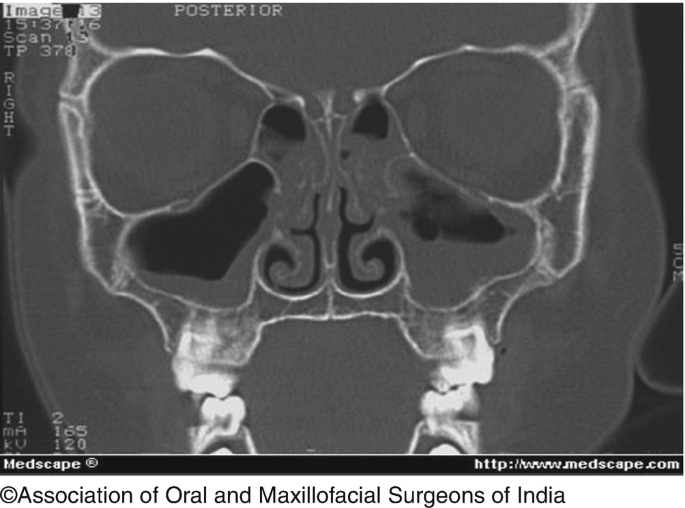 Image 13
POSTERIOR
15:37:16
Scan 13
TP 378
RIGHT
TI 2
mA 165
kV 120
Medscape ®
http://www.medscape.com
©Association of Oral and Maxillofacial Surgeons of India